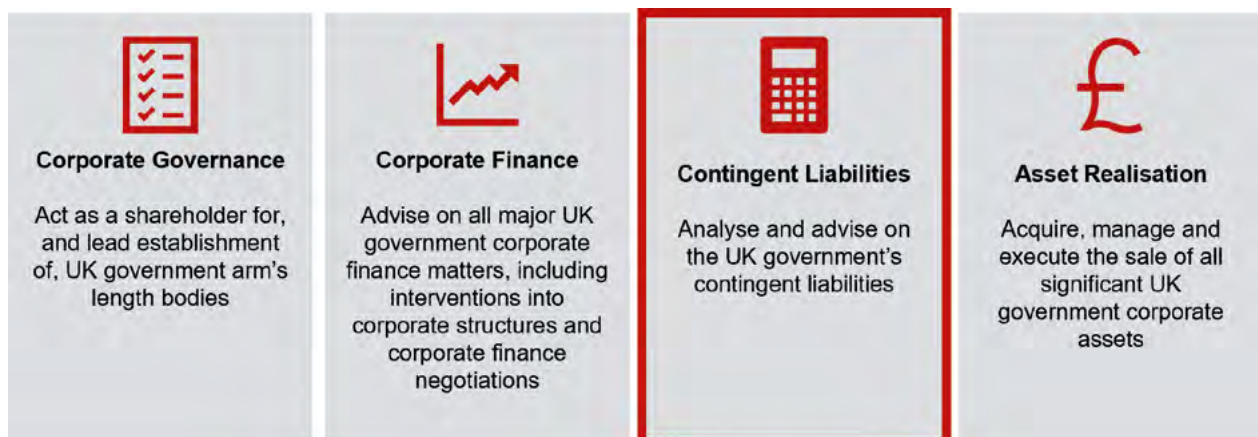 Corporate Governance
Act as a shareholder for,
and lead establishment
of, UK government arm's
length bodies
Corporate Finance
Advise on all major UK
government corporate
finance matters, including
interventions into
corporate structures and
corporate finance
negotiations
Contingent Liabilities
Analyse and advise on
the UK government's
contingent liabilities
£
Asset Realisation
Acquire, manage and
execute the sale of all
significant UK
government corporate
assets